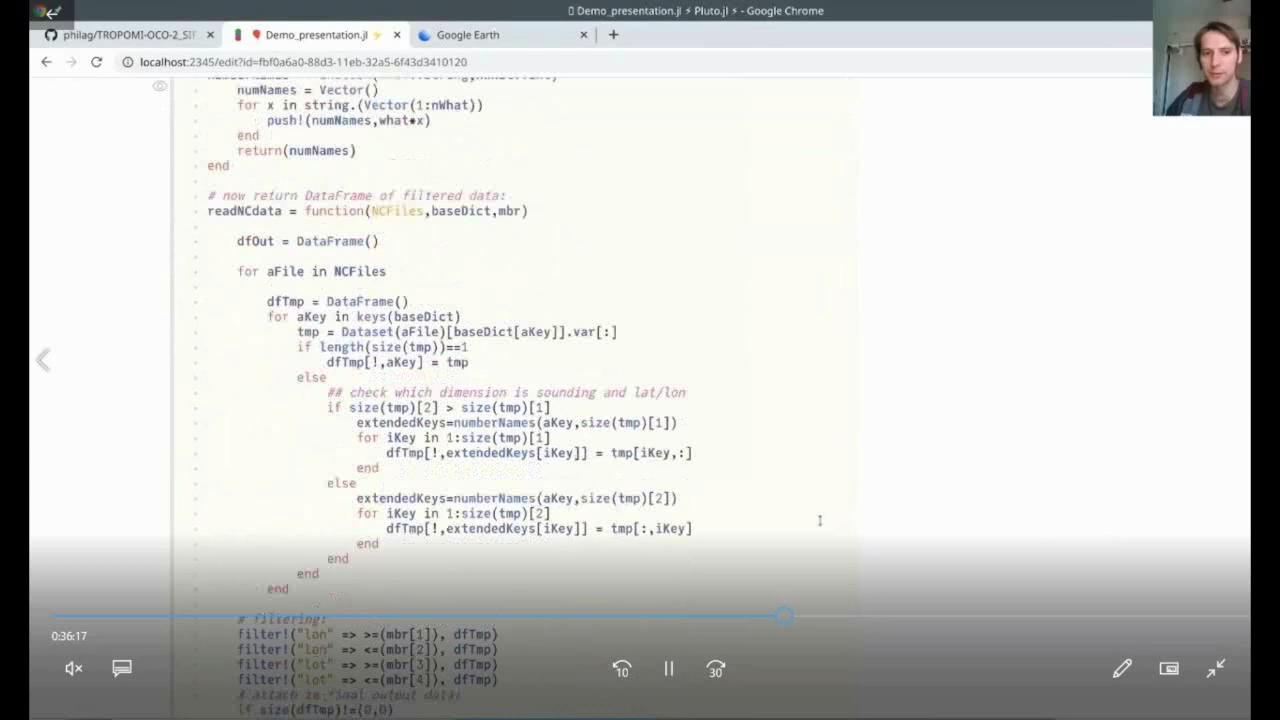 Demo_presentation.jl ⚡ Pluto.jl ⚡ - Google Chrome
philag/TROPOMI-OCO-2_SIF
Demo_presentation.jl
Google Earth
localhost:2345/edit?id=fbf0a6a0-88d3-11eb-32a5-6f43d3410120
numNames = Vector()
for x in string.(Vector(1:nWhat))
push!(numNames,what*x)
end
return(numNames)
end
# now return DataFrame of filtered data:
readNCdata = function(NCFiles,baseDict,mbr)
dfOut = DataFrame()
for aFile in NCFiles
dfTmp = DataFrame()
for aKey in keys(baseDict)
tmp = Dataset(aFile)[baseDict[aKey]].var[:]
if length(size(tmp))==1
dfTmp[!,aKey] = tmp
else
## check which dimension is sounding and lat/lon
if size(tmp)[2] > size(tmp)[1]
extendedKeys=numberNames(aKey,size(tmp)[1])
for iKey in 1:size(tmp)[1]
dfTmp[!,extendedKeys[iKey]] = tmp[iKey,:]
end
else
extendedKeys=numberNames(aKey,size(tmp)[2])
for iKey in 1:size(tmp)[2]
dfTmp[!,extendedKeys[iKey]] = tmp[:,iKey]
end
end
end
end
# filtering:
0:36:17
filter!("lon" => >=(mbr[1]), dfTmp)
filter!("lon" => <=(mbr[2]), dfTmp)
filter!("lat" => >=(mbr[3]), dfTmp)
filter!("lat" => <=(mbr[4]), dfTmp)
10
30
# attach to final output data:
if size(dfTmp)!=(0,0)